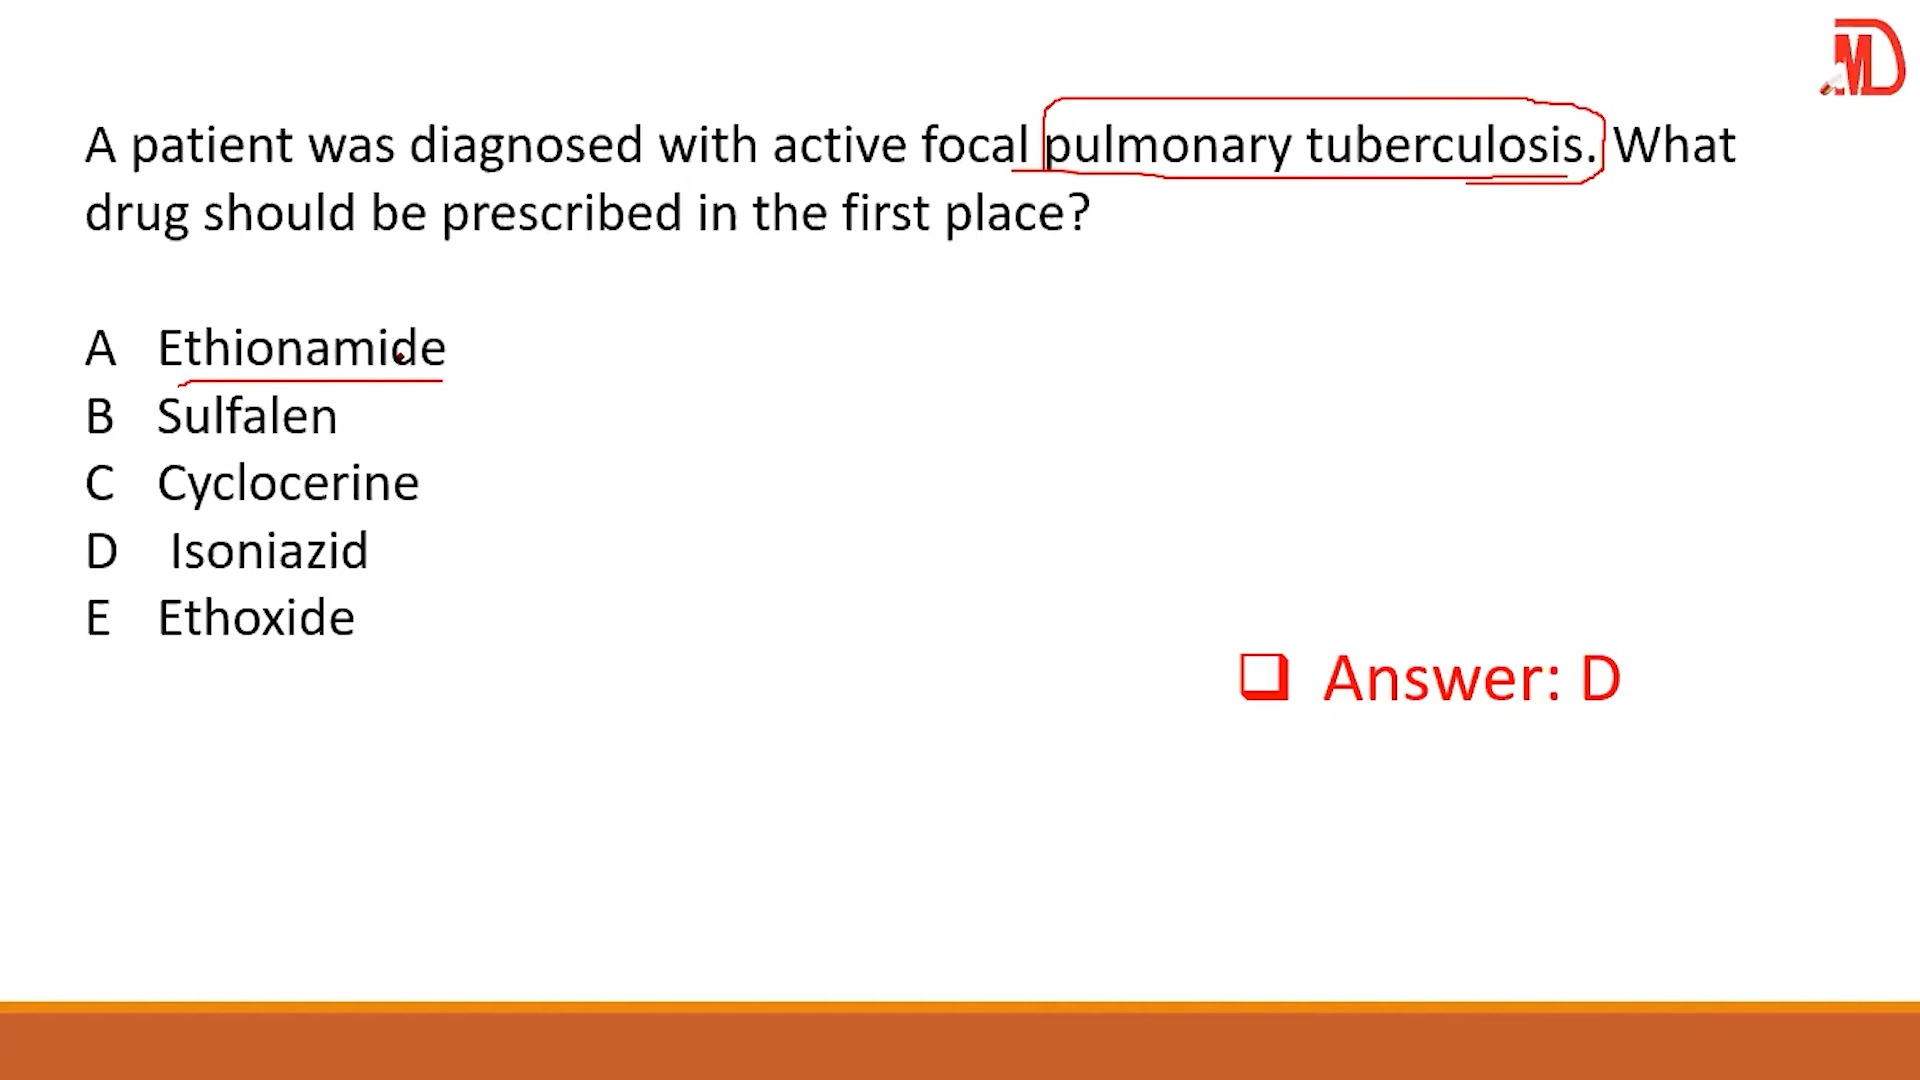 MD
A patient was diagnosed with active focal pulmonary tuberculosis. What
drug should be prescribed in the first place?
A Ethionamide
B Sulfalen
C Cyclocerine
D Isoniazid
E Ethoxide
Answer: D